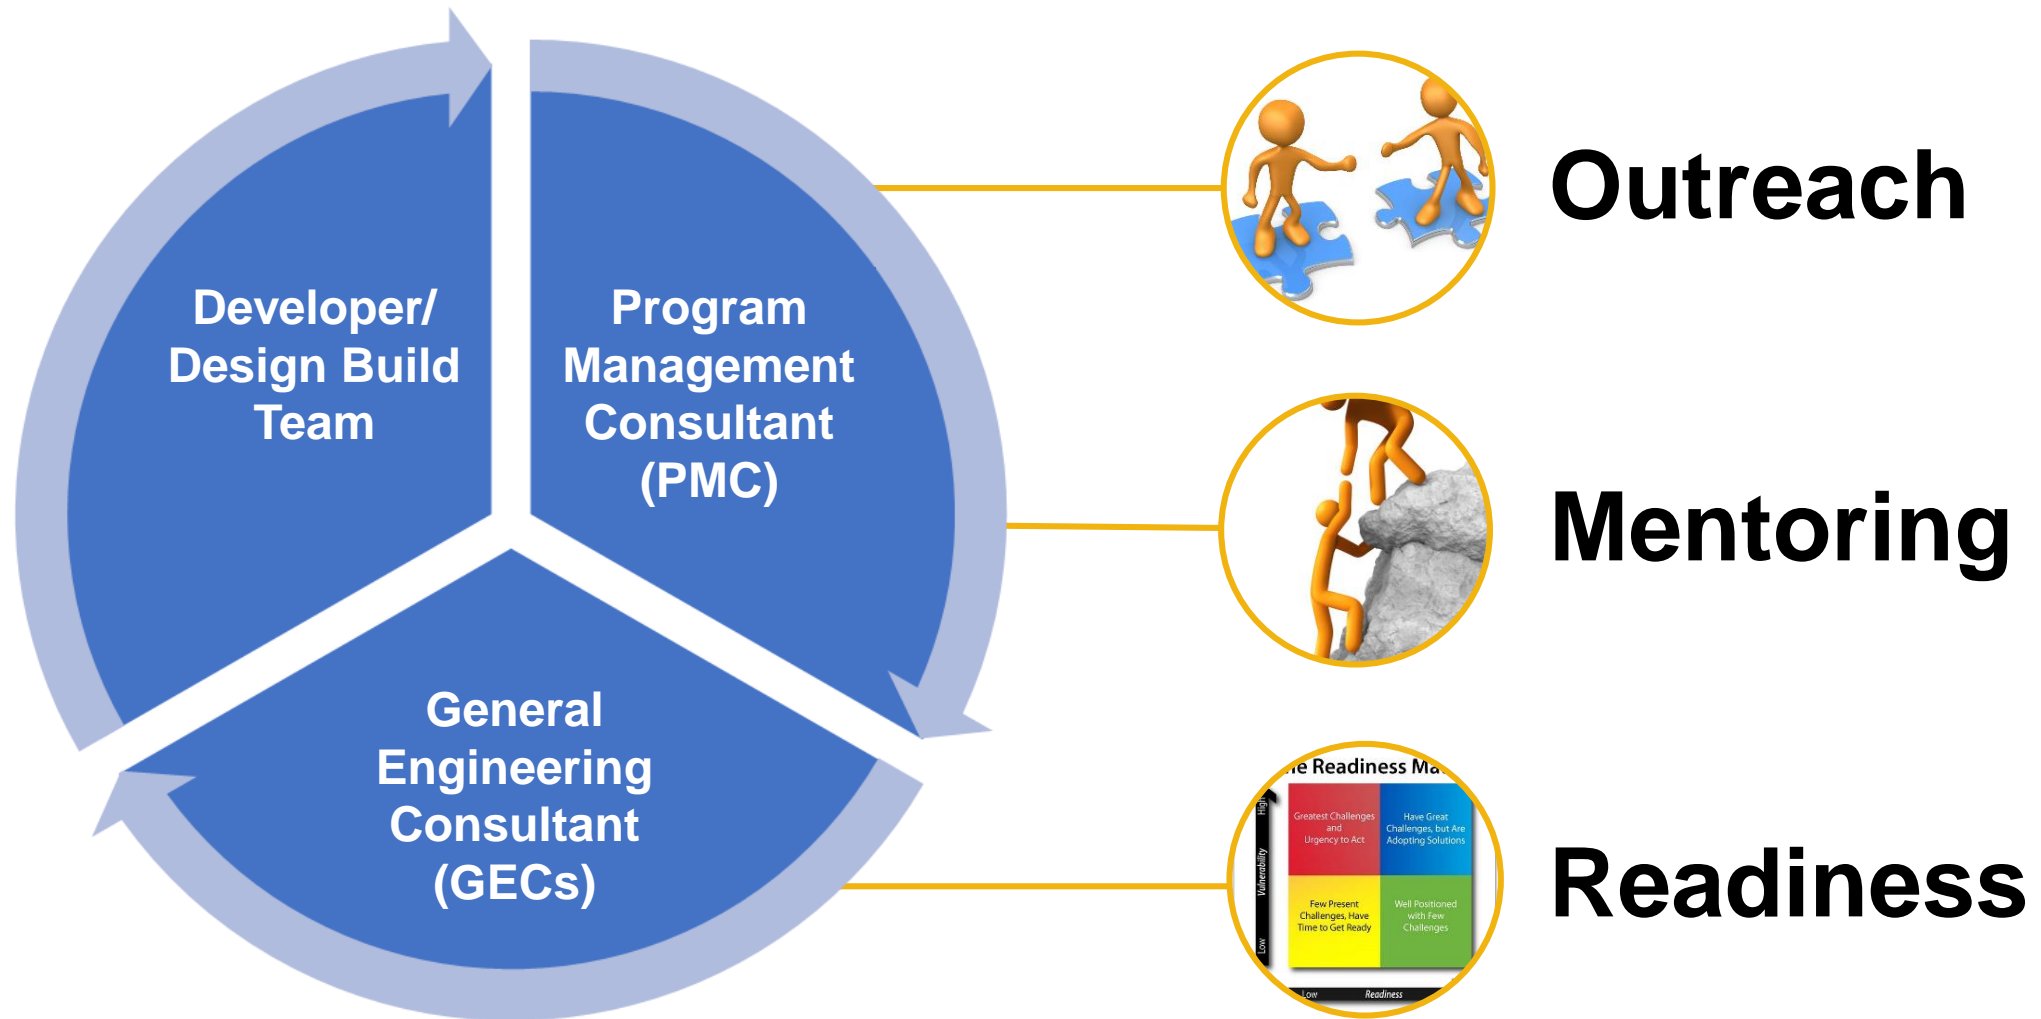 Developer/
Design Build
Team
Program
Management
Consultant
(PMC)
General
Engineering
Consultant
(GECs)
Outreach
Mentoring
Readiness
Readiness
High
Vulnerability
Low
Greatest Challenges
and
Urgency to Act
Have Great
Challenges, but Are
Adopting Solutions
Few Present
Challenges, Have
Time to Get Ready
Well Positioned
with Few
Challenges
Low
Readiness